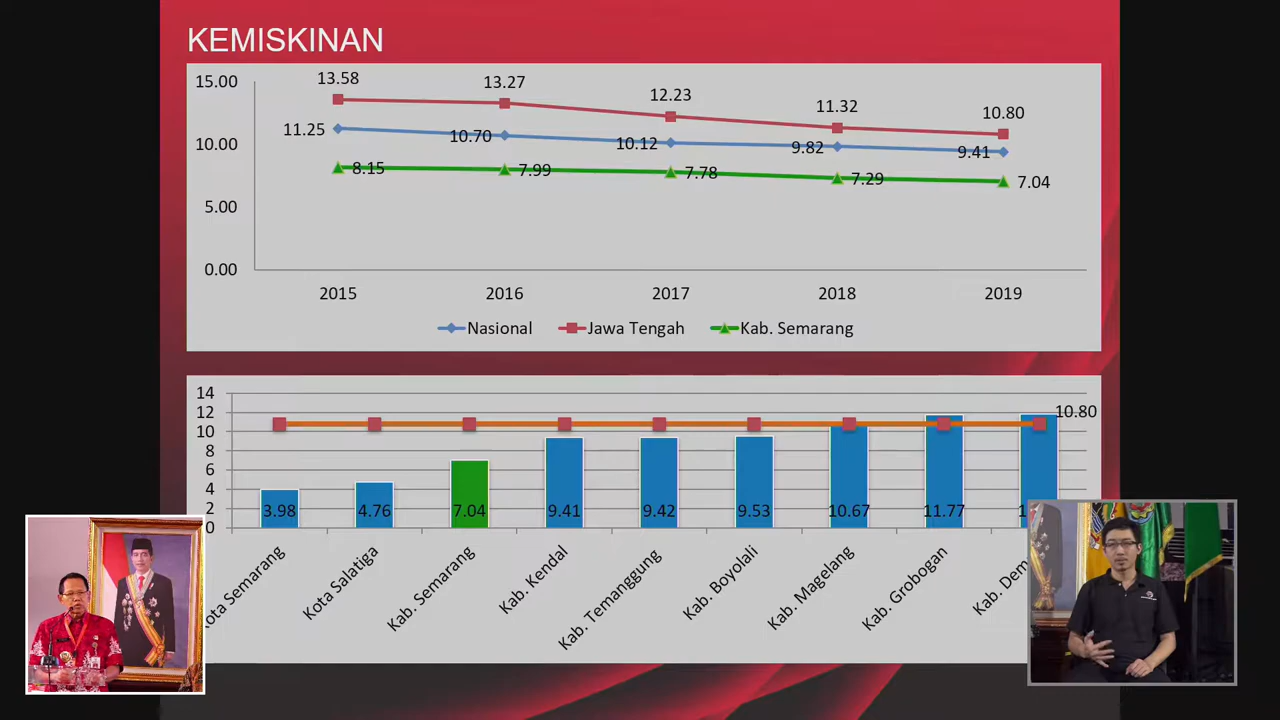 KEMISKINAN
15.00
10.00
5.00
0.00
13.58 13.27 12.23 11.32 10.80
11.25 10.70 10.12 9.82 9.41
8.15 7.99 7.78 7.29 7.04
2015 2016 2017 2018 2019
Nasional Jawa Tengah Kab. Semarang
14
12
10
8
6
4
2
0
10.80
3.98 4.76 7.04 9.41 9.42 9.53 10.67 11.77
Kota Semarang
Kota Salatiga
Kab. Semarang
Kab. Kendal
Kab. Temanggung
Kab. Boyolali
Kab. Magelang
Kab. Grobogan
Kab.